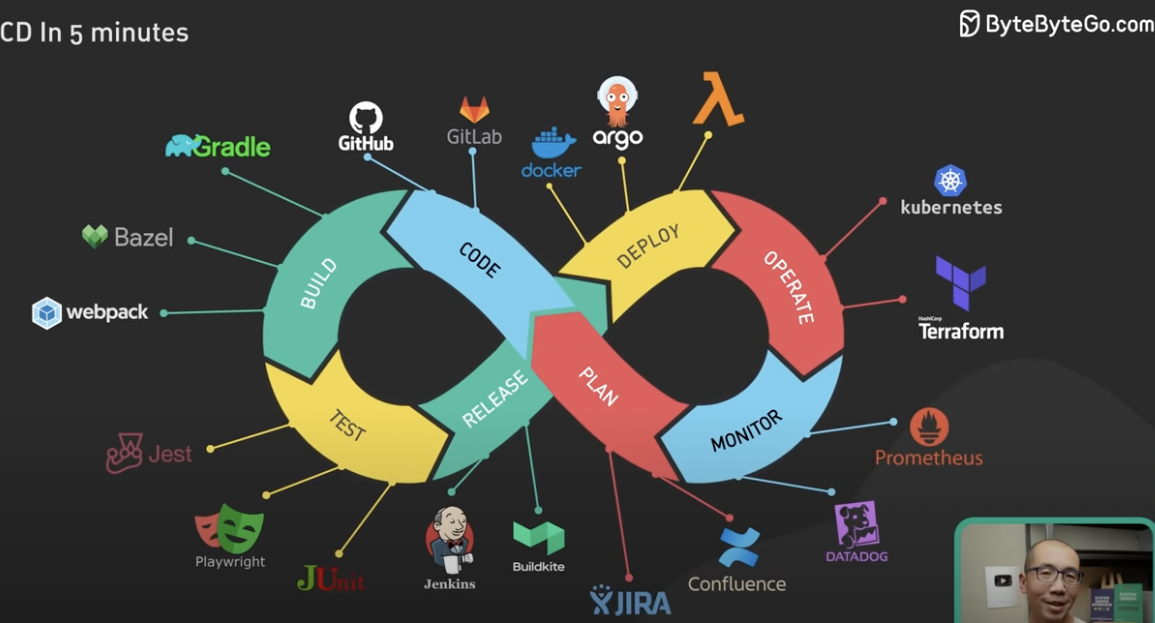 CD In 5 minutes
ByteByteGo.com
Gradle
GitHub
GitLab
docker
argo
kubernetes
Bazel
webpack
HashiCorp
Terraform
BUILD
CODE
DEPLOY
OPERATE
TEST
RELEASE
PLAN
MONITOR
Jest
Playwright
JUnit
Jenkins
Buildkite
JIRA
Confluence
DATADOG
Prometheus